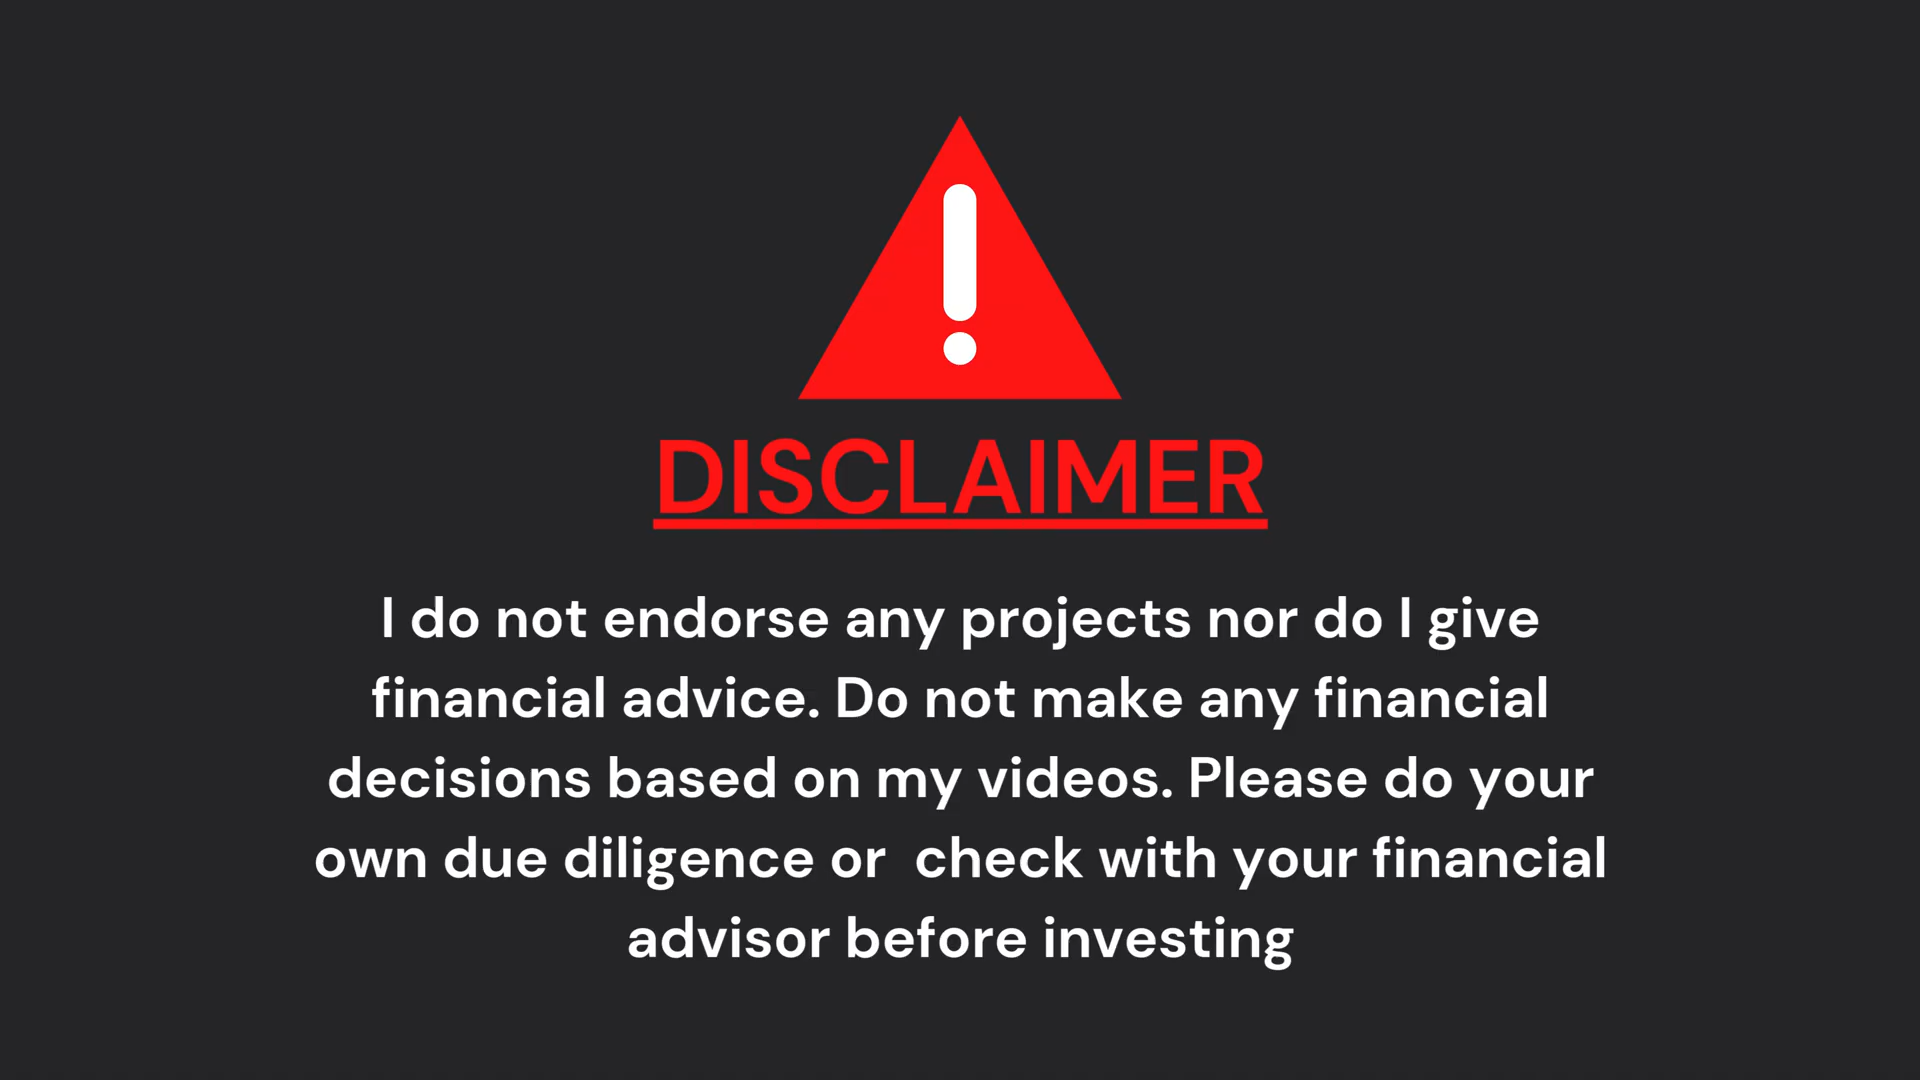 DISCLAIMER
I do not endorse any projects nor do I give
financial advice. Do not make any financial
decisions based on my videos. Please do your
own due diligence or  check with your financial
advisor before investing